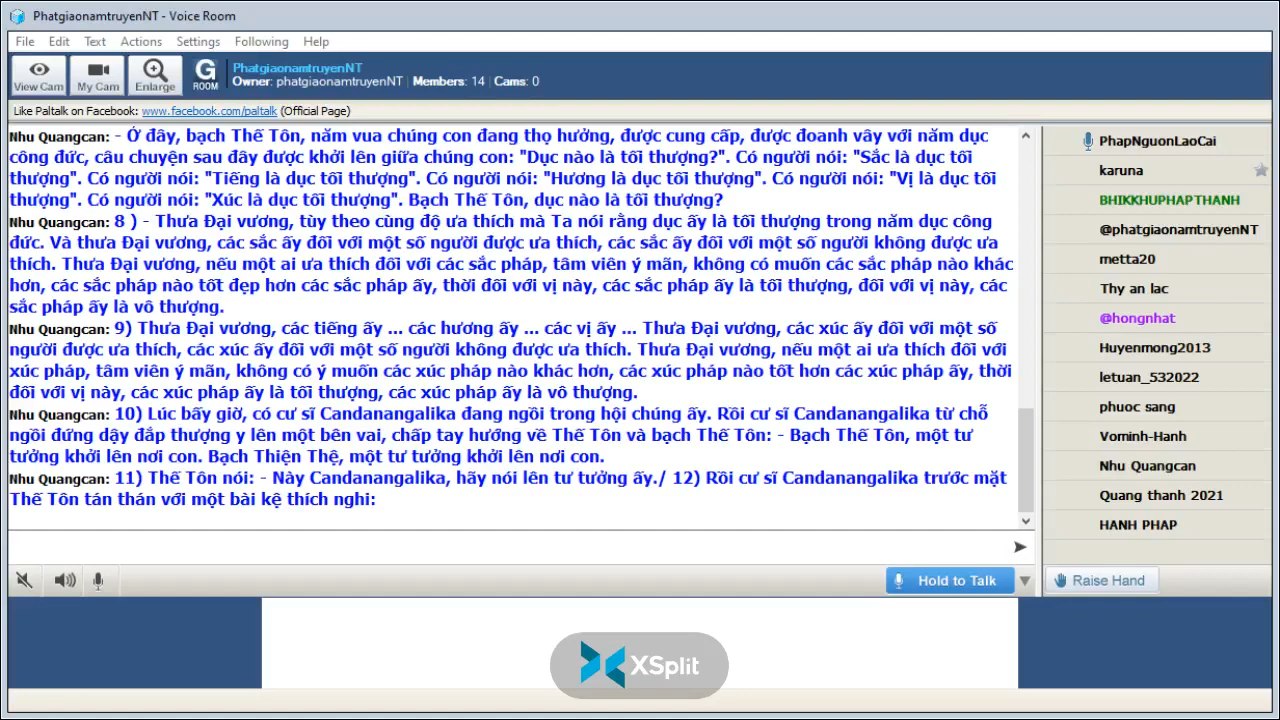 PhatgiaonamtruyenNT - Voice Room
File Edit Text Actions Settings Following Help
View Cam My Cam Enlarge G ROOM
PhatgiaonamtruyenNT
Owner: phatgiaonamtruyenNT Members: 14 Cams: 0
Like Paltalk on Facebook: www.facebook.com/paltalk (Official Page)
Nhu Quangcan: - Ở đây, bạch Thế Tôn, năm vua chúng con đang thọ hưởng, được cung cấp, được đoanh vây với năm dục
công đức, câu chuyện sau đây được khởi lên giữa chúng con: "Dục nào là tối thượng?". Có người nói: "Sắc là dục tối
thượng". Có người nói: "Tiếng là dục tối thượng". Có người nói: "Hương là dục tối thượng". Có người nói: "Vị là dục tối
thượng". Có người nói: "Xúc là dục tối thượng". Bạch Thế Tôn, dục nào là tối thượng?
Nhu Quangcan: 8 ) - Thưa Đại vương, tùy theo cùng độ ưa thích mà Ta nói rằng dục ấy là tối thượng trong năm dục công
đức. Và thưa Đại vương, các sắc ấy đối với một số người được ưa thích, các sắc ấy đối với một số người không được ưa
thích. Thưa Đại vương, nếu một ai ưa thích đối với các sắc pháp, tâm viên ý mãn, không có muốn các sắc pháp nào khác
hơn, các sắc pháp nào tốt đẹp hơn các sắc pháp ấy, thời đối với vị này, các sắc pháp ấy là tối thượng, đối với vị này, các
sắc pháp ấy là vô thượng.
Nhu Quangcan: 9) Thưa Đại vương, các tiếng ấy ... các hương ấy ... các vị ấy ... Thưa Đại vương, các xúc ấy đối với một số
người được ưa thích, các xúc ấy đối với một số người không được ưa thích. Thưa Đại vương, nếu một ai ưa thích đối với
xúc pháp, tâm viên ý mãn, không có ý muốn các xúc pháp nào khác hơn, các xúc pháp nào tốt hơn các xúc pháp ấy, thời
đối với vị này, các xúc pháp ấy là tối thượng, các xúc pháp ấy là vô thượng.
Nhu Quangcan: 10) Lúc bấy giờ, có cư sĩ Candanangalika đang ngồi trong hội chúng ấy. Rồi cư sĩ Candanangalika từ chỗ
ngồi đứng dậy đắp thượng y lên một bên vai, chấp tay hướng về Thế Tôn và bạch Thế Tôn: - Bạch Thế Tôn, một tư
tưởng khởi lên nơi con. Bạch Thiện Thệ, một tư tưởng khởi lên nơi con.
Nhu Quangcan: 11) Thế Tôn nói: - Này Candanangalika, hãy nói lên tư tưởng ấy./ 12) Rồi cư sĩ Candanangalika trước mặt
Thế Tôn tán thán với một bài kệ thích nghi:
PhapNguonLaoCai
karuna
BHIKKHUPHAPTHANH
@phatgiaonamtruyenNT
metta20
Thy an lac
@hongnhat
Huyenmong2013
letuan_532022
phuoc sang
Vominh-Hanh
Nhu Quangcan
Quang thanh 2021
HANH PHAP
Hold to Talk
Raise Hand
XSplit